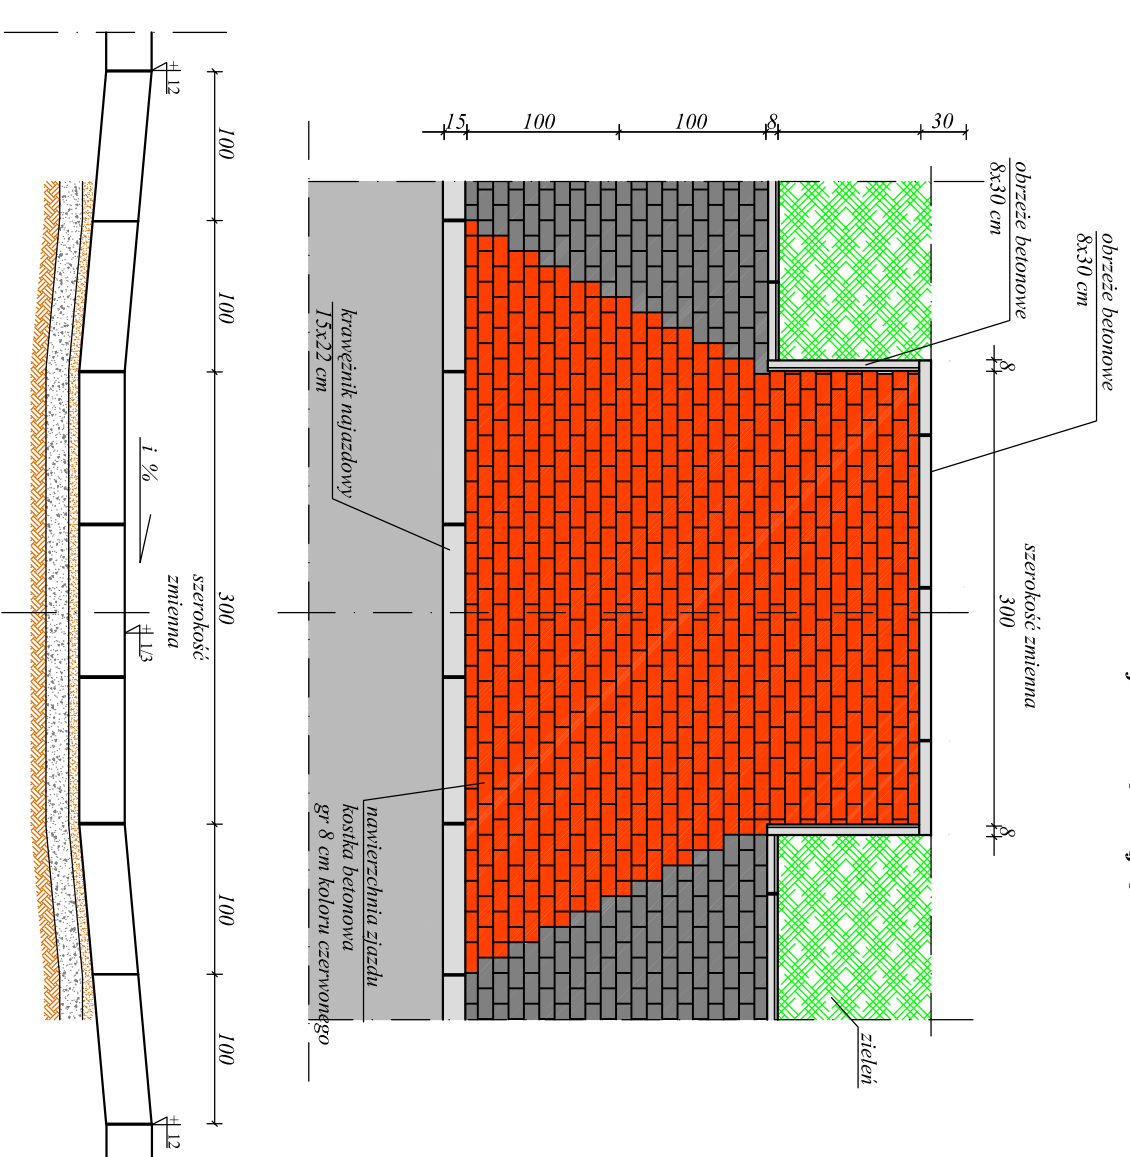 15
100
100
8
30
obrzeże betonowe
8x30 cm
obrzeże betonowe
8x30 cm
8
300
8
szerokość zmienna
krawężnik najazdowy
15x22 cm
nawierzchnia zjazdu
kostka betonowa
gr 8 cm koloru czerwonego
zieleń
+12
100
100
300
szerokość
zmienna
i %
+1/3
100
100
+12